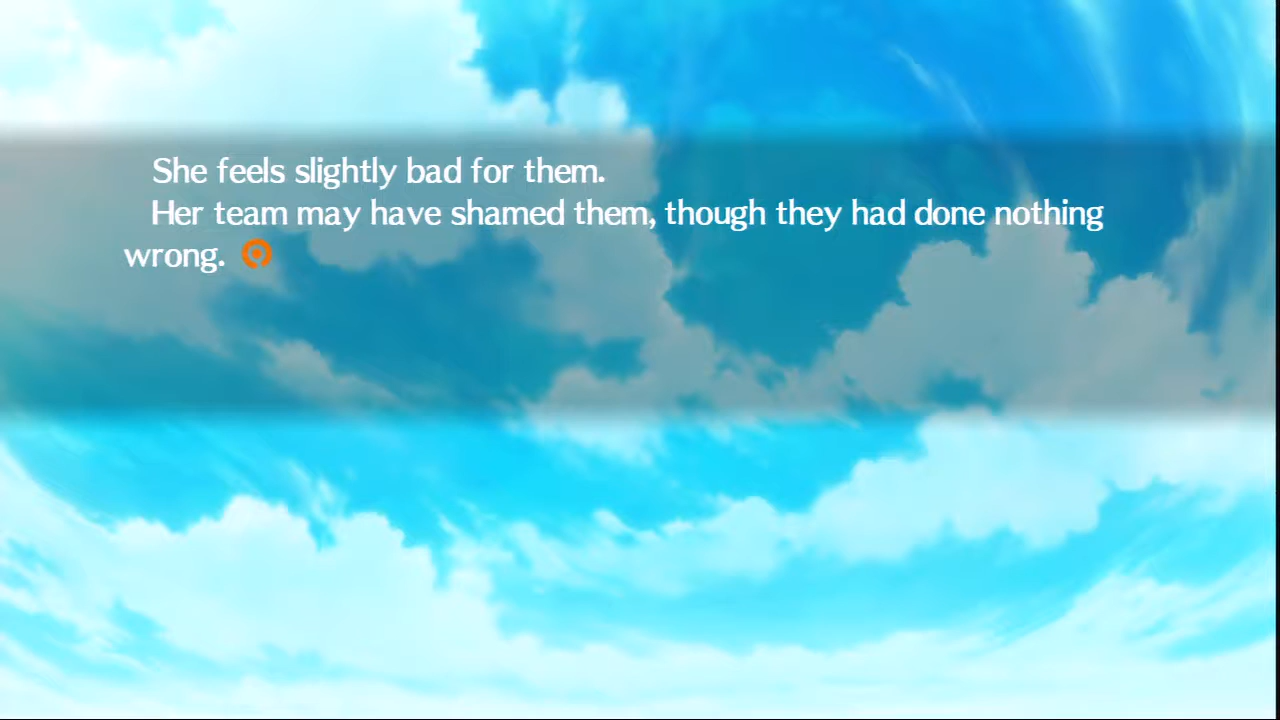 She feels slightly bad for them.
Her team may have shamed them, though they had done nothing
wrong.